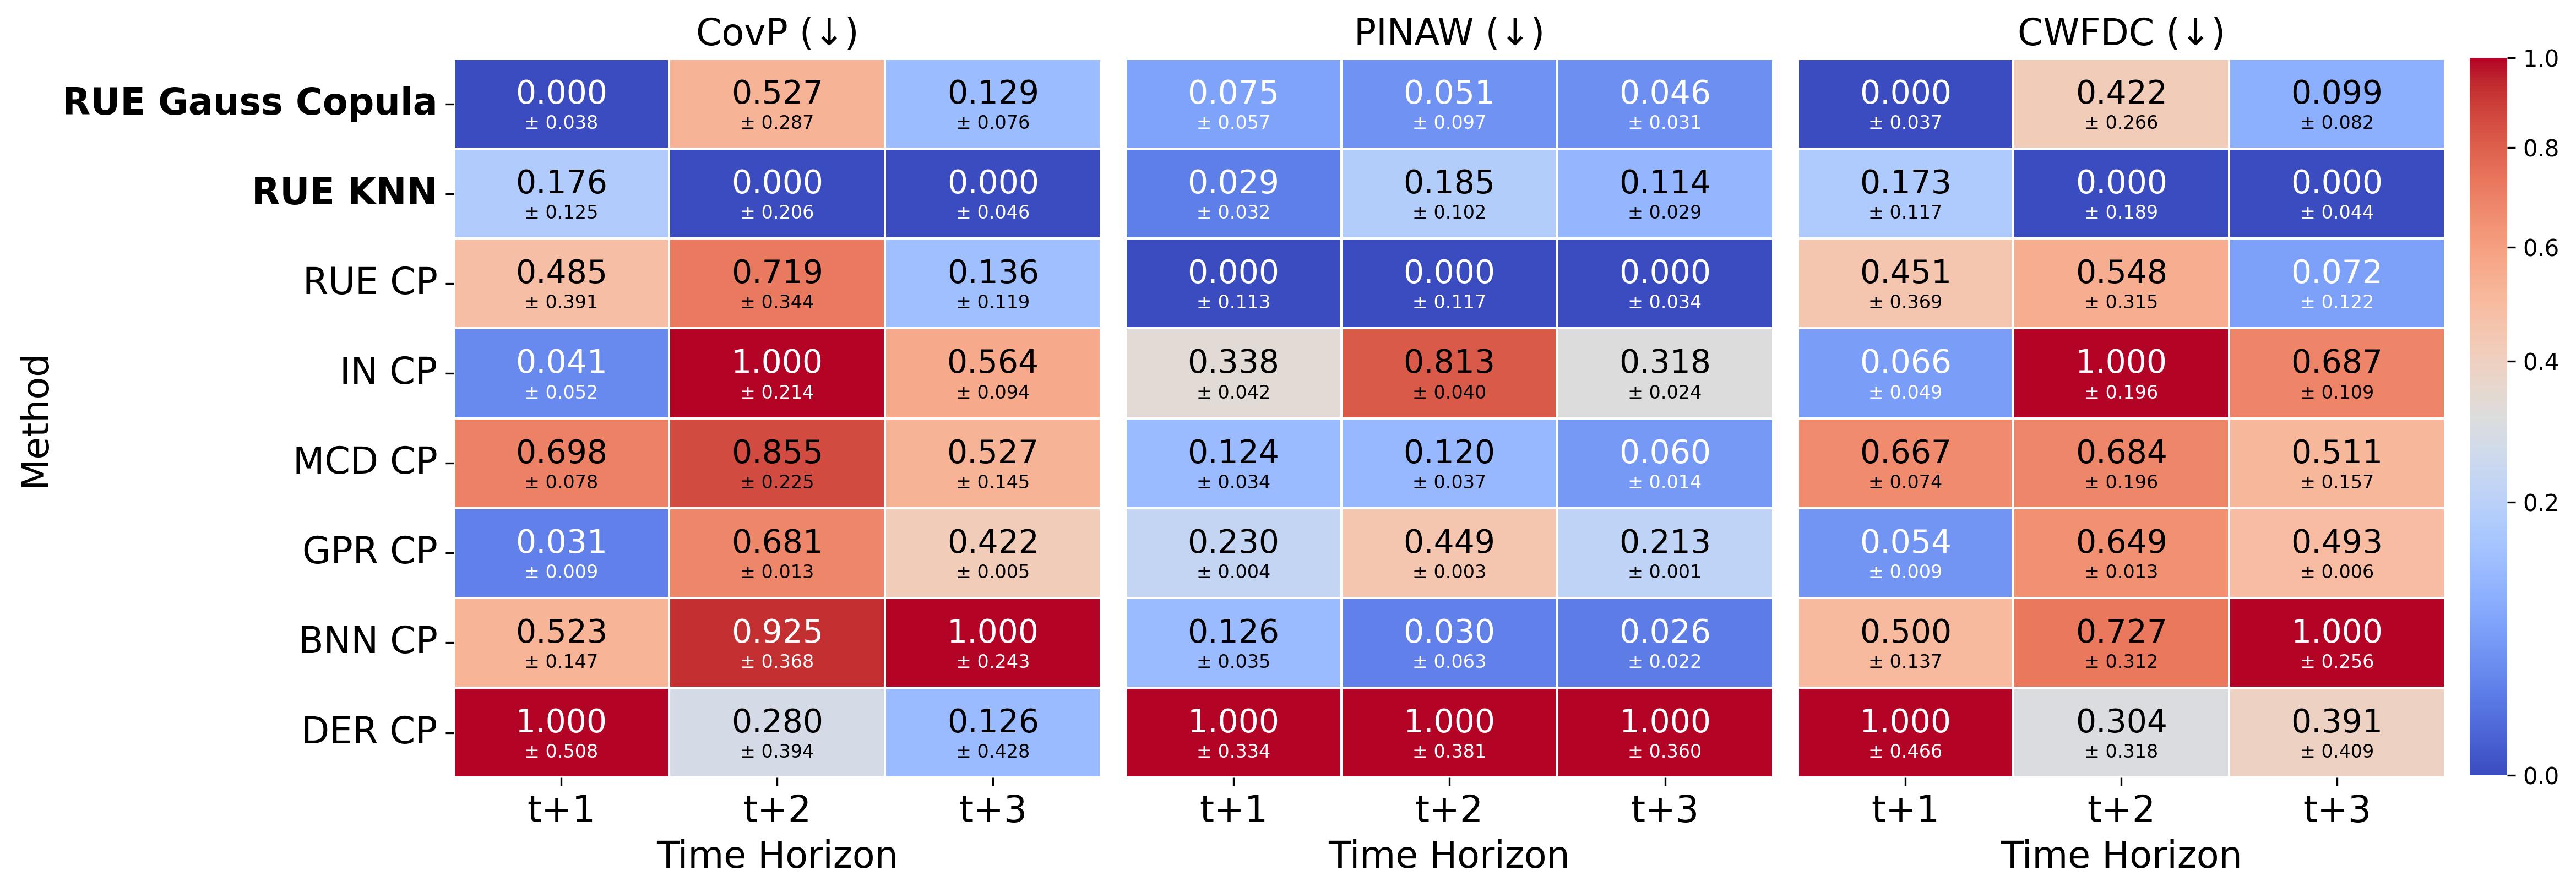 CovP (↓) PINAW (↓) CWFDC (↓)
RUE Gauss Copula 0.000 0.527 0.129 0.075 0.051 0.046 0.000 0.422 0.099
± 0.038 ± 0.287 ± 0.076 ± 0.057 ± 0.097 ± 0.031 ± 0.037 ± 0.266 ± 0.082
RUE KNN 0.176 0.000 0.000 0.029 0.185 0.114 0.173 0.000 0.000
± 0.125 ± 0.206 ± 0.046 ± 0.032 ± 0.102 ± 0.029 ± 0.117 ± 0.189 ± 0.044
RUE CP 0.485 0.719 0.136 0.000 0.000 0.000 0.451 0.548 0.072
± 0.391 ± 0.344 ± 0.119 ± 0.113 ± 0.117 ± 0.034 ± 0.369 ± 0.315 ± 0.122
IN CP 0.041 1.000 0.564 0.338 0.813 0.318 0.066 1.000 0.687
± 0.052 ± 0.214 ± 0.094 ± 0.042 ± 0.040 ± 0.024 ± 0.049 ± 0.196 ± 0.109
MCD CP 0.698 0.855 0.527 0.124 0.120 0.060 0.667 0.684 0.511
± 0.078 ± 0.225 ± 0.145 ± 0.034 ± 0.037 ± 0.014 ± 0.074 ± 0.196 ± 0.157
GPR CP 0.031 0.681 0.422 0.230 0.449 0.213 0.054 0.649 0.493
± 0.009 ± 0.013 ± 0.005 ± 0.004 ± 0.003 ± 0.001 ± 0.009 ± 0.013 ± 0.006
BNN CP 0.523 0.925 1.000 0.126 0.030 0.026 0.500 0.727 1.000
± 0.147 ± 0.368 ± 0.243 ± 0.035 ± 0.063 ± 0.022 ± 0.137 ± 0.312 ± 0.256
DER CP 1.000 0.280 0.126 1.000 1.000 1.000 1.000 0.304 0.391
± 0.508 ± 0.394 ± 0.428 ± 0.334 ± 0.381 ± 0.360 ± 0.466 ± 0.318 ± 0.409
t+1 t+2 t+3 t+1 t+2 t+3 t+1 t+2 t+3
Time Horizon Time Horizon Time Horizon
Method
1.0
0.8
0.6
0.4
0.2
0.0